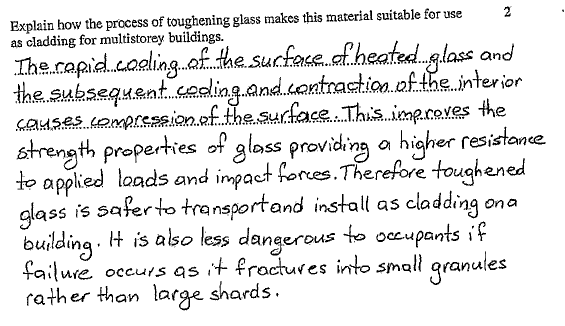 Explain how the process of toughening glass makes this material suitable for use 2
as cladding for multistorey buildings.
The rapid cooling of the surface of heated glass and
the subsequent cooling and contraction of the interior
causes compression of the surface. This improves the
strength properties of glass providing a higher resistance
to applied loads and impact forces. Therefore toughened
glass is safer to transport and install as cladding on a
building. It is also less dangerous to occupants if
failure occurs as it fractures into small granules
rather than large shards.